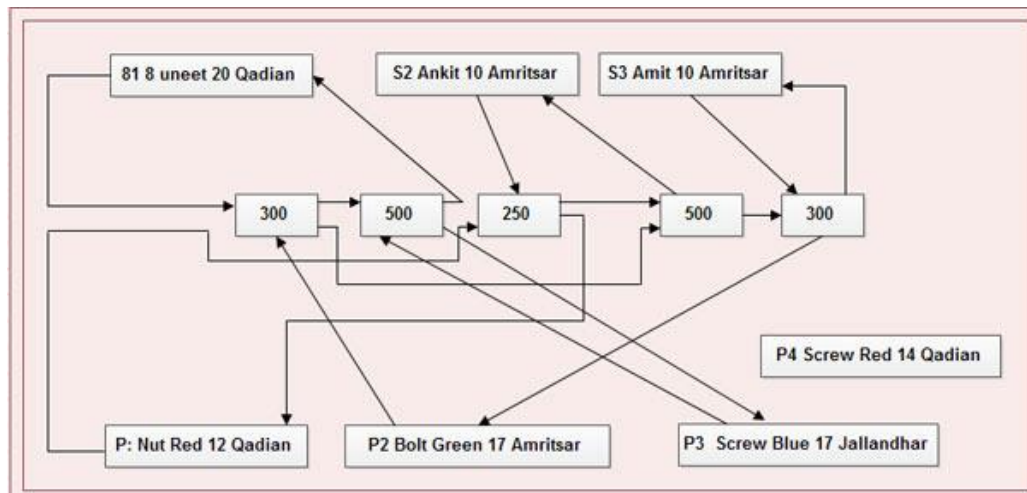 81 8 uneet 20 Qadian
S2 Ankit 10 Amritsar
S3 Amit 10 Amritsar
300
500
250
500
300
P4 Screw Red 14 Qadian
P: Nut Red 12 Qadian
P2 Bolt Green 17 Amritsar
P3 Screw Blue 17 Jallandhar